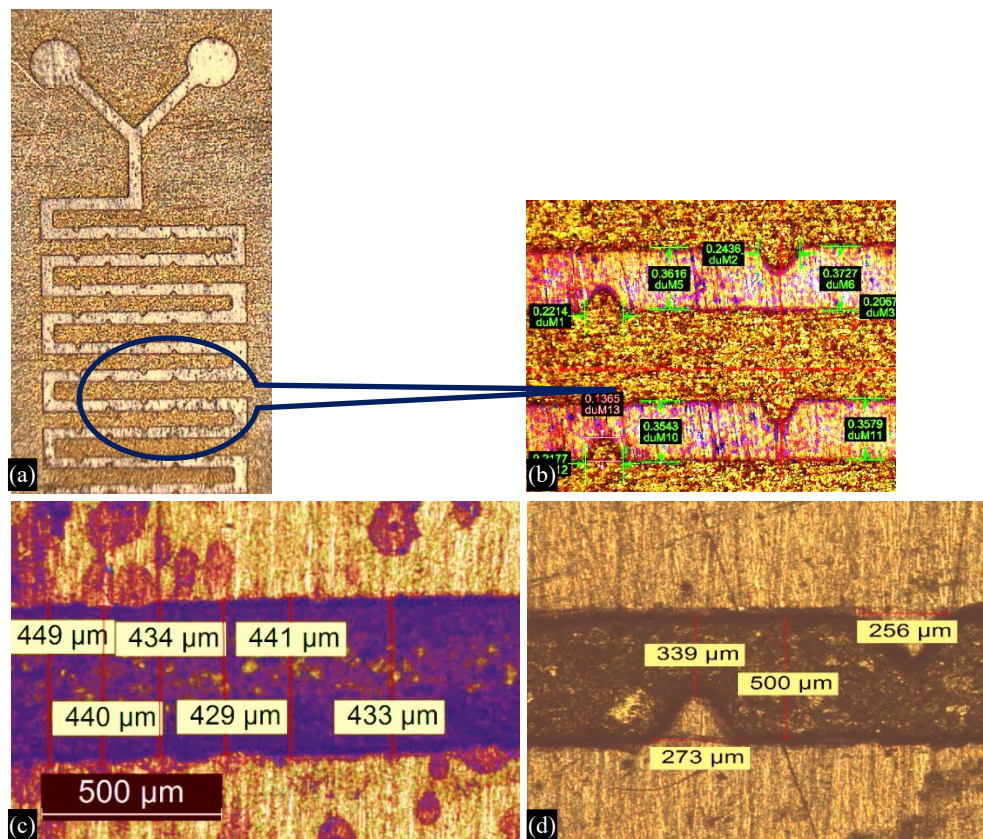 (a)
0.2436
duM2
0.3616
duM5
0.3727
duM6
0.2214
duM1
0.2067
duM3
0.1365
duM13
0.3543
duM10
0.3579
duM11
(b)
449 µm
434 µm
441 µm
440 µm
429 µm
433 µm
500 µm
(c)
256 µm
339 µm
500 µm
273 µm
(d)